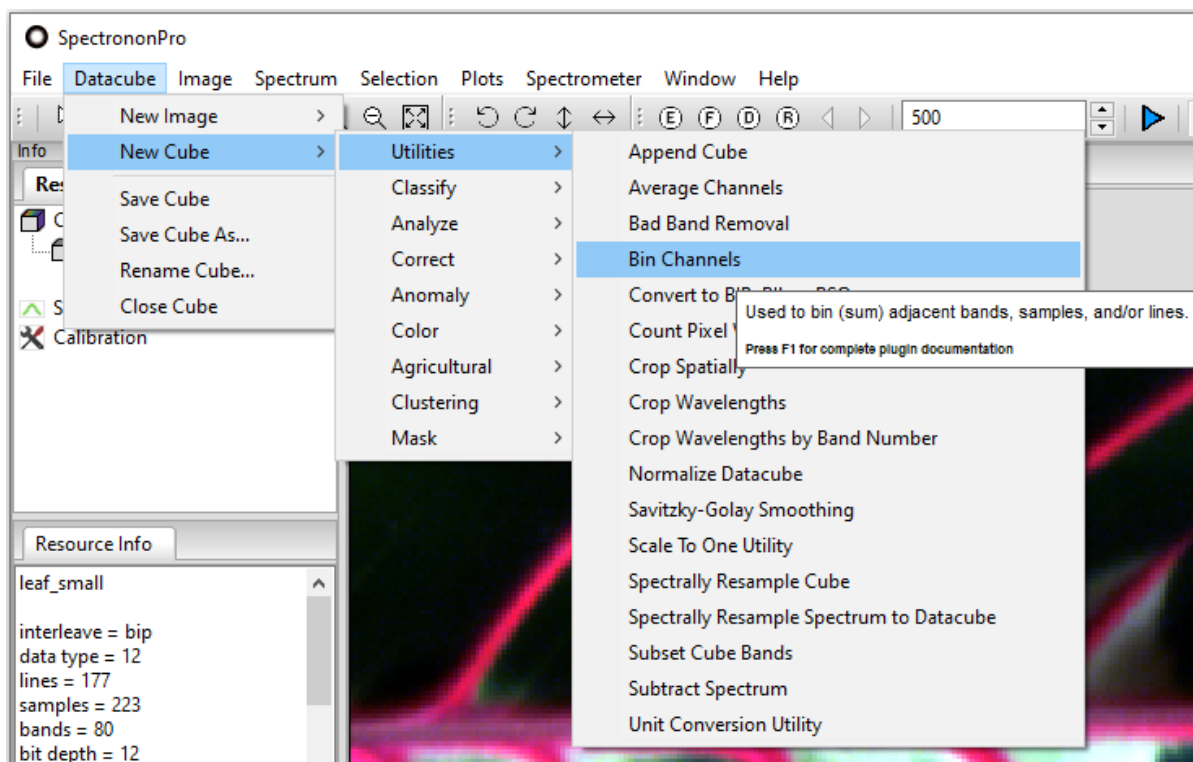 SpectrononPro
File Datacube Image Spectrum Selection Plots Spectrometer Window Help
E F D R 500
Info
New Image
New Cube
Save Cube
Save Cube As...
Rename Cube...
Close Cube
Calibration
Utilities
Classify
Analyze
Correct
Anomaly
Color
Agricultural
Clustering
Mask
Append Cube
Average Channels
Bad Band Removal
Bin Channels
Convert to
Count Pixel
Crop Spatially
Crop Wavelengths
Crop Wavelengths by Band Number
Normalize Datacube
Savitzky-Golay Smoothing
Scale To One Utility
Spectrally Resample Cube
Spectrally Resample Spectrum to Datacube
Subset Cube Bands
Subtract Spectrum
Unit Conversion Utility
Used to bin (sum) adjacent bands, samples, and/or lines.
Press F1 for complete plugin documentation
Resource Info
leaf_small
interleave = bip
data type = 12
lines = 177
samples = 223
bands = 80
bit depth = 12